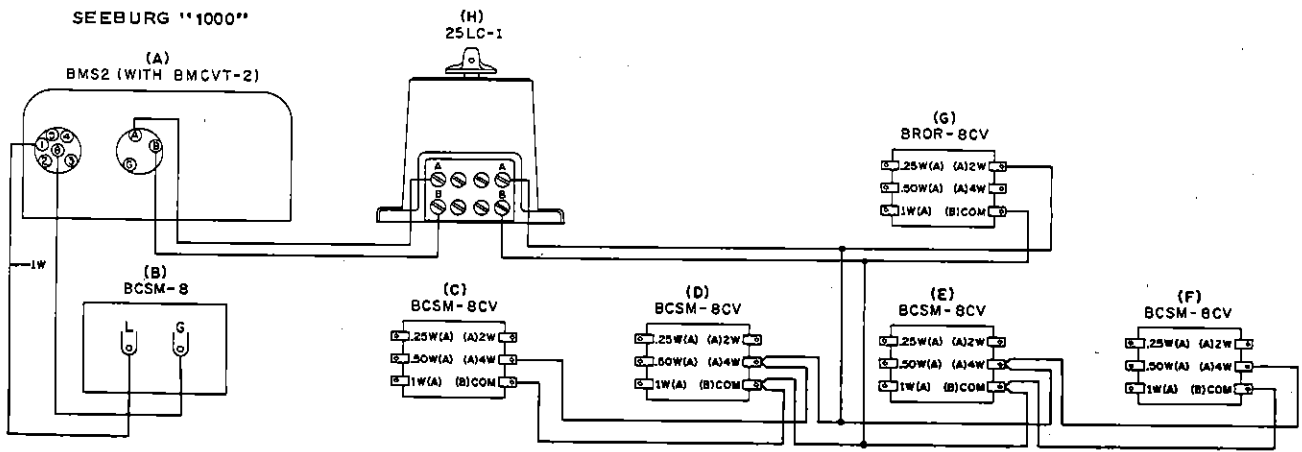 SEEBURG "1000"
(A)
BMS2 (WITH BMCVT-2)
3 4
1 6
2 5
A
B
G
(H)
25LC-1
A A
B B
(G)
BROR-8CV
.25W(A) (A)2W
.50W(A) (A)4W
1W(A) (B)COM
1W
(B)
BCSM-8
L G
(C)
BCSM-8CV
.25W(A) (A)2W
.50W(A) (A)4W
1W(A) (B)COM
(D)
BCSM-8CV
.25W(A) (A)2W
.50W(A) (A)4W
1W(A) (B)COM
(E)
BCSM-8CV
.25W(A) (A)2W
.50W(A) (A)4W
1W(A) (B)COM
(F)
BCSM-8CV
.25W(A) (A)2W
.50W(A) (A)4W
1W(A) (B)COM